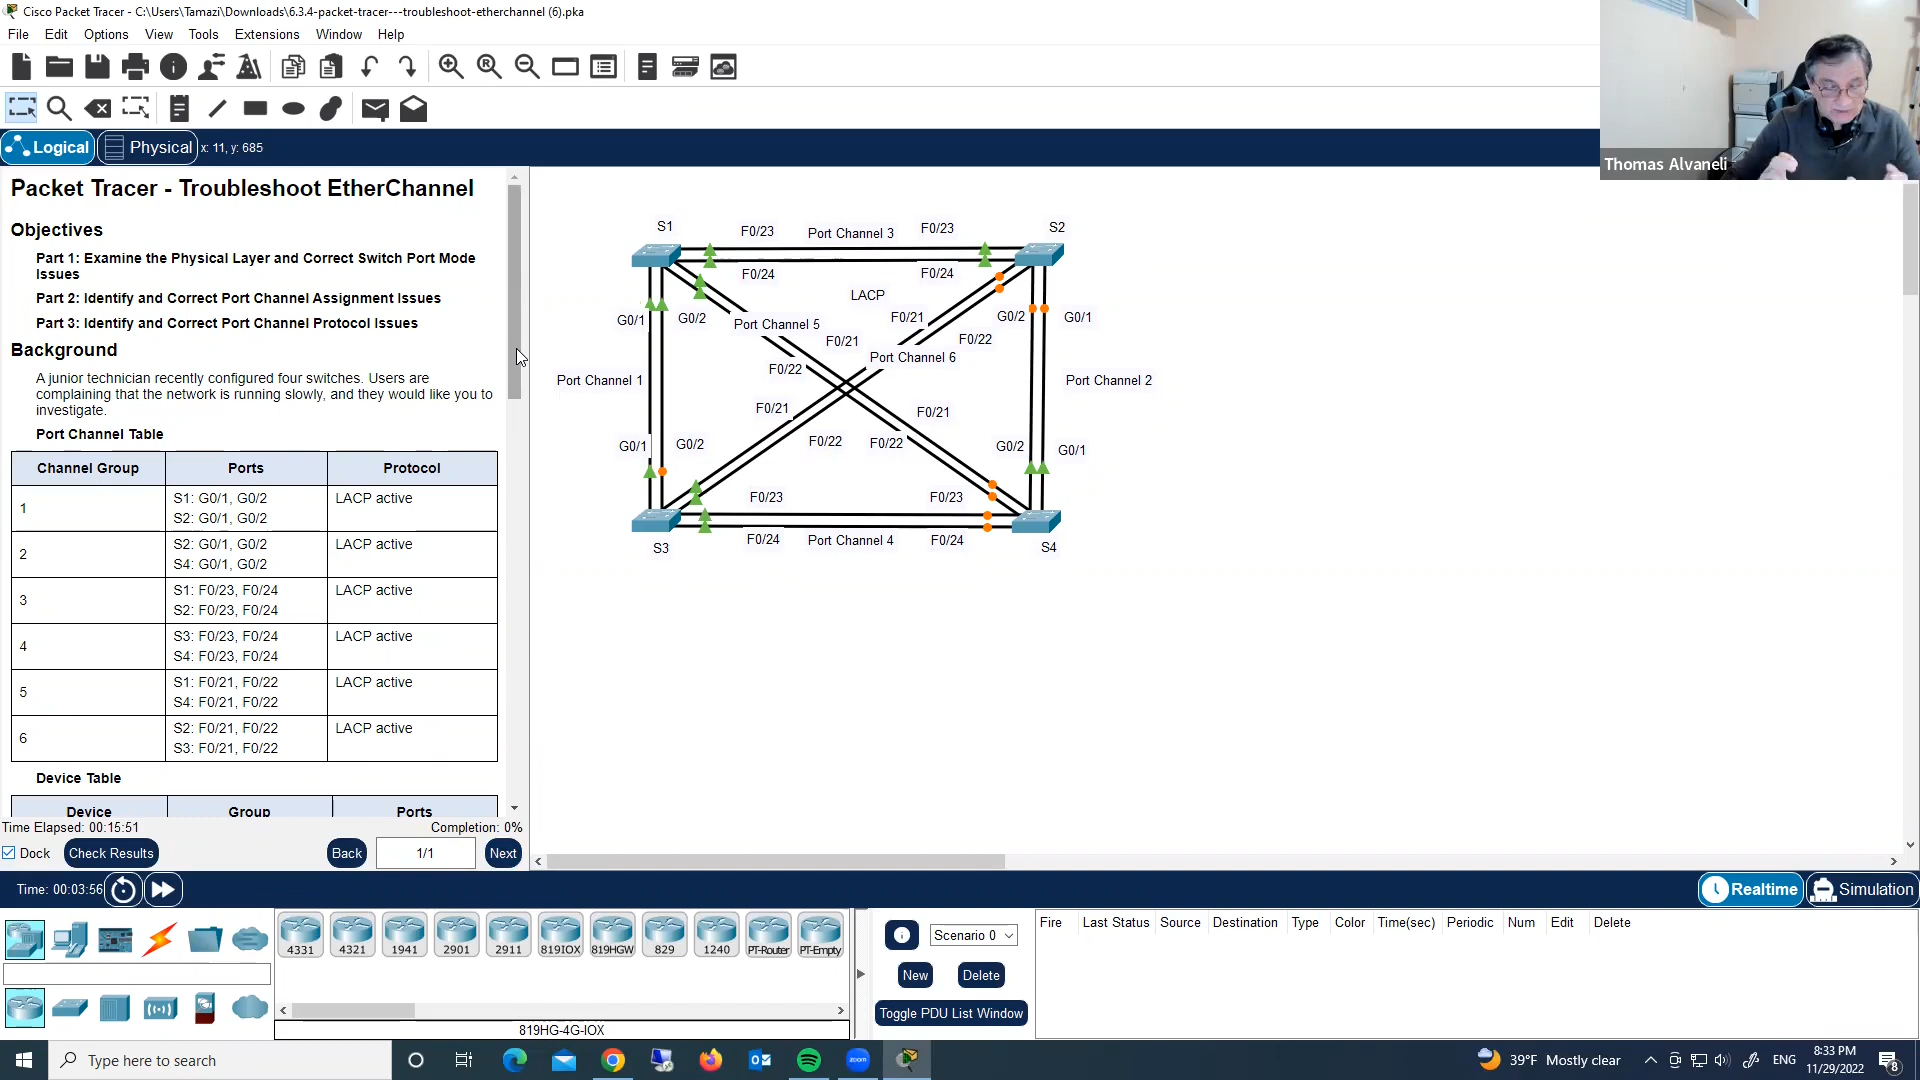 Cisco Packet Tracer - C:\Users\Tamazi\Downloads\6.3.4-packet-tracer---troubleshoot-etherchannel (6).pka
File Edit Options View Tools Extensions Window Help
Thomas Alvaneli
Logical Physical x: 11, y: 685
Packet Tracer - Troubleshoot EtherChannel
Objectives
Part 1: Examine the Physical Layer and Correct Switch Port Mode
Issues
Part 2: Identify and Correct Port Channel Assignment Issues
Part 3: Identify and Correct Port Channel Protocol Issues
Background
A junior technician recently configured four switches. Users are
complaining that the network is running slowly, and they would like you to
investigate.
Port Channel Table
Channel Group Ports Protocol
1 S1: G0/1, G0/2 LACP active
S2: G0/1, G0/2
2 S2: G0/1, G0/2 LACP active
S4: G0/1, G0/2
3 S1: F0/23, F0/24 LACP active
S2: F0/23, F0/24
4 S3: F0/23, F0/24 LACP active
S4: F0/23, F0/24
5 S1: F0/21, F0/22 LACP active
S4: F0/21, F0/22
6 S2: F0/21, F0/22 LACP active
S3: F0/21, F0/22
Device Table
Device Group Ports
Time Elapsed: 00:15:51 Completion: 0%
Dock Check Results Back 1/1 Next
S1 F0/23 Port Channel 3 F0/23 S2
F0/24 F0/24
LACP
G0/1 G0/2 Port Channel 5 F0/21 G0/2 G0/1
F0/21 F0/22
F0/22 Port Channel 6
Port Channel 1 Port Channel 2
F0/21 F0/21
G0/1 G0/2 F0/22 F0/22 G0/2 G0/1
F0/23 F0/23
S3 F0/24 Port Channel 4 F0/24 S4
Time: 00:03:56 Realtime Simulation
4331 4321 1941 2901 2911 819IOX 819HGW 829 1240 PT-Router PT-Empty
819HG-4G-IOX
Scenario 0
New Delete
Toggle PDU List Window
Fire Last Status Source Destination Type Color Time(sec) Periodic Num Edit Delete
Type here to search
zoom
39°F Mostly clear ENG 8:33 PM
11/29/2022 8